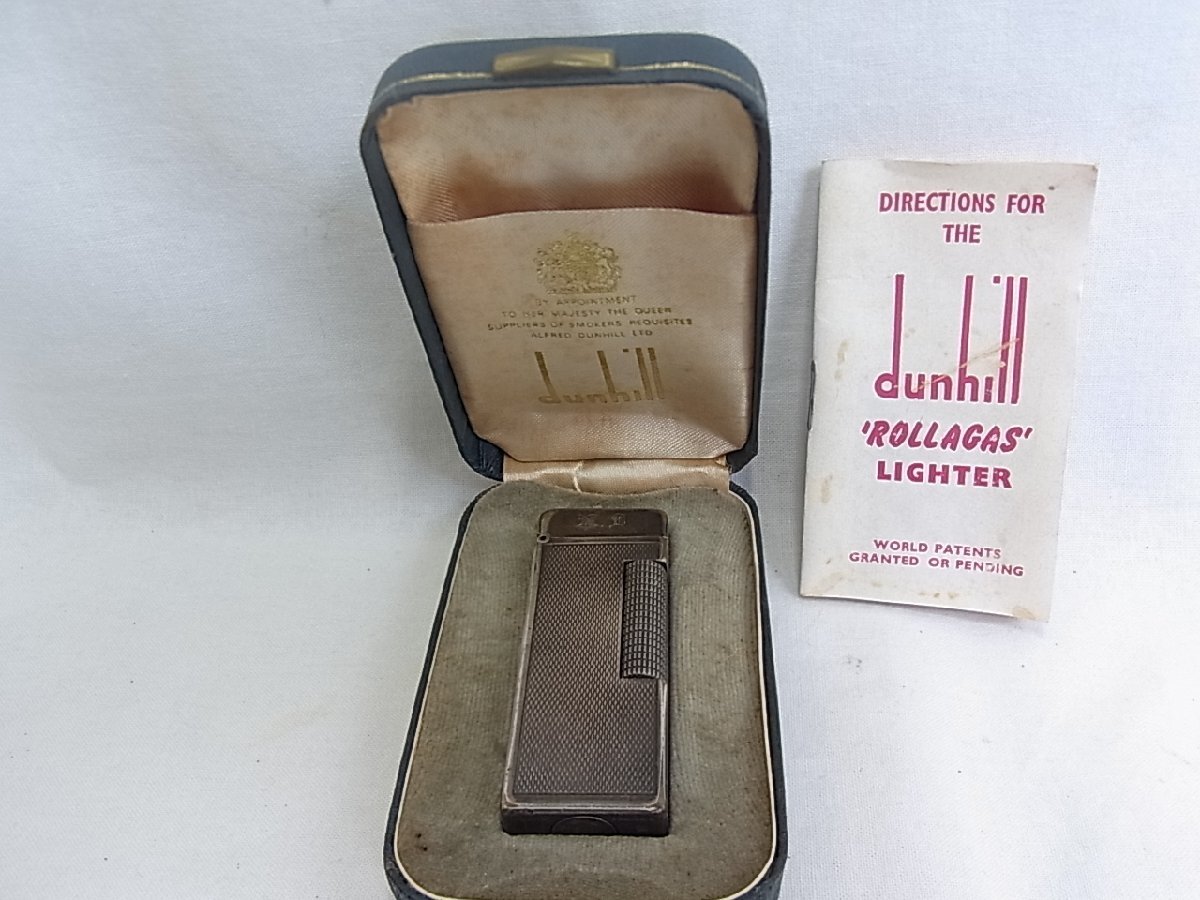 BY APPOINTMENT
TO HER MAJESTY THE QUEEN
SUPPLIERS OF SMOKERS REQUISITES
ALFRED DUNHILL LTD
dunhill
DIRECTIONS FOR
THE
dunhill
'ROLLAGAS'
LIGHTER
WORLD PATENTS
GRANTED OR PENDING